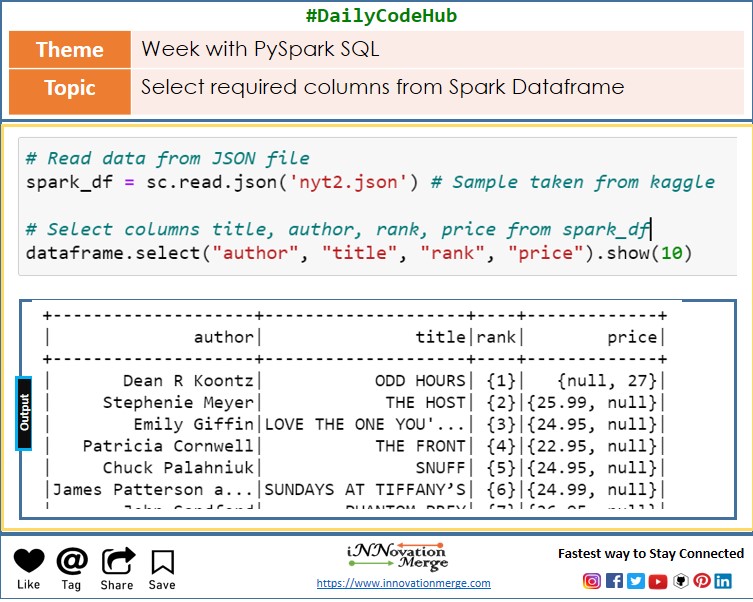 #DailyCodeHub
Theme Week with PySpark SQL
Topic Select required columns from Spark Dataframe
# Read data from JSON file
spark_df = sc.read.json('nyt2.json') # Sample taken from kaggle
# Select columns title, author, rank, price from spark_df
dataframe.select("author", "title", "rank", "price").show(10)
Output
+--------------------+--------------------+----+-------------+
| author| title|rank| price|
+--------------------+--------------------+----+-------------+
| Dean R Koontz| ODD HOURS| {1}| {null, 27}|
| Stephenie Meyer| THE HOST| {2}|{25.99, null}|
| Emily Giffin|LOVE THE ONE YOU'...| {3}|{24.95, null}|
| Patricia Cornwell| THE FRONT| {4}|{22.95, null}|
| Chuck Palahniuk| SNUFF| {5}|{24.95, null}|
|James Patterson a...|SUNDAYS AT TIFFANY’S| {6}|{24.99, null}|
iNNovation
Merge
Fastest way to Stay Connected
Like Tag Share Save
https://www.innovationmerge.com